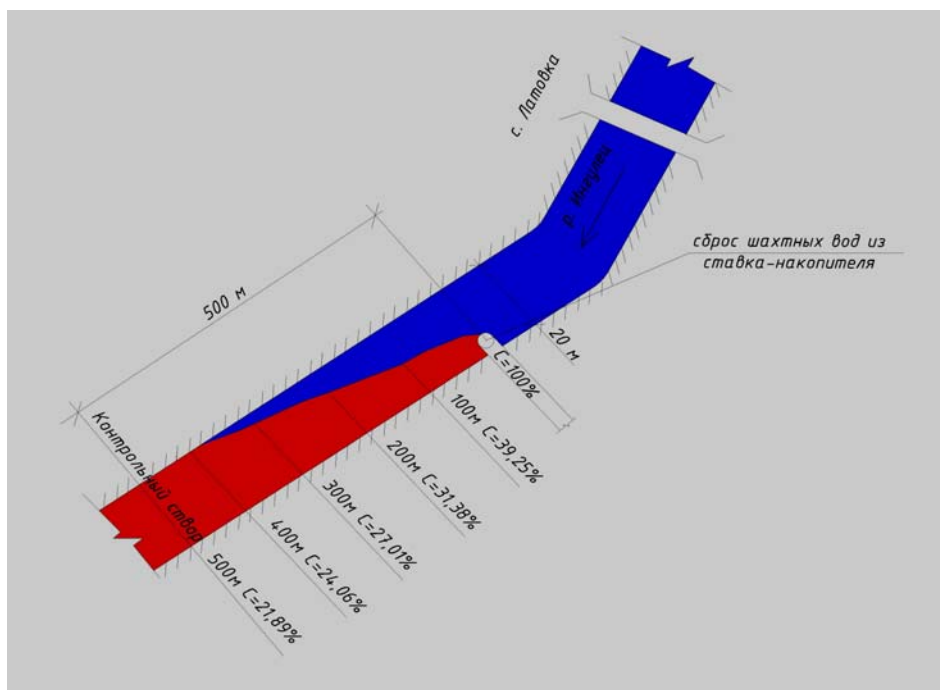 с. Латовка
р. Ингулец
сброс шахтных вод из
ставка-накопителя
500 м
20 м
С=100%
100м С=39,25%
200м С=31,38%
300м С=27,01%
400м С=24,06%
500м С=21,89%
Контрольный створ